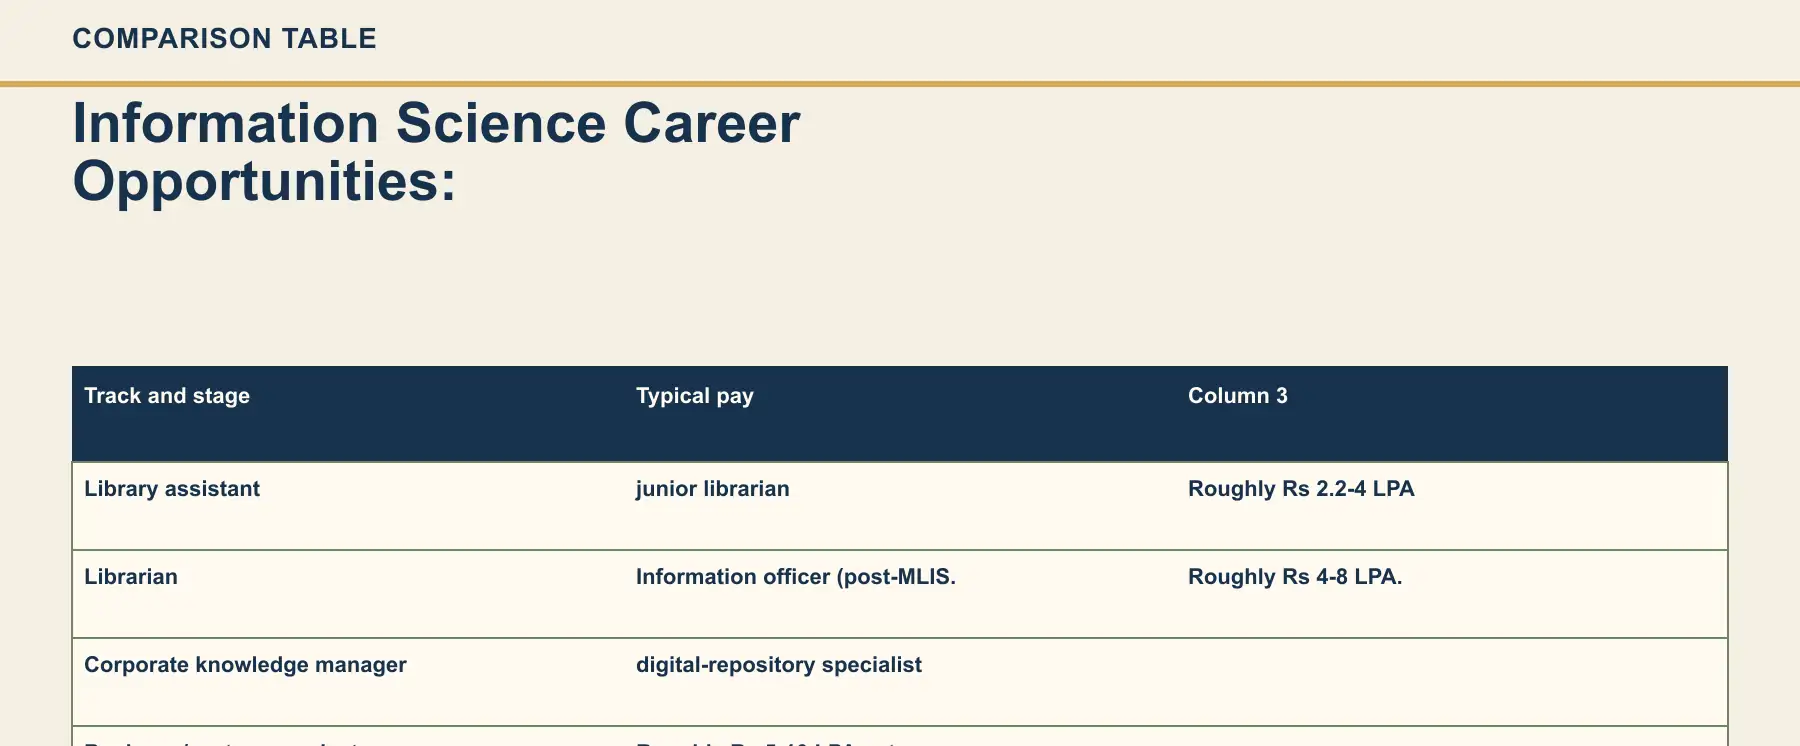 COMPARISON TABLE
Information Science Career
Opportunities:
Track and stage Typical pay Column 3
Library assistant junior librarian Roughly Rs 2.2-4 LPA
Librarian Information officer (post-MLIS. Roughly Rs 4-8 LPA.
Corporate knowledge manager digital-repository specialist